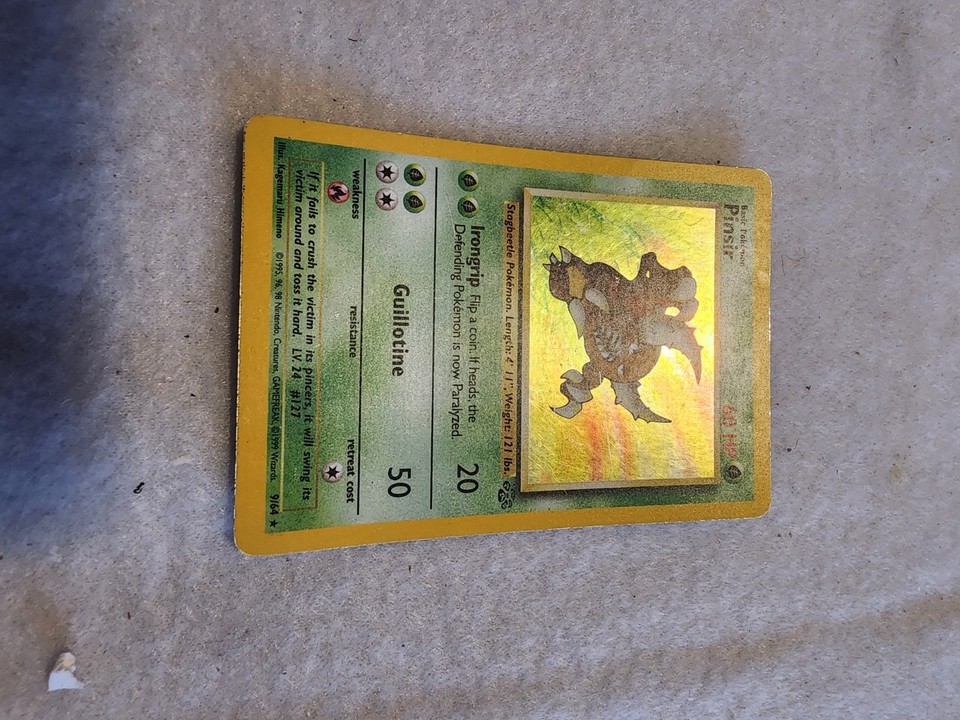 Basic Pokémon
Pinsir
60 HP
Stagbeetle Pokémon. Length: 4' 11", Weight: 121 lbs.
Irongrip Flip a coin. If heads, the
Defending Pokémon is now Paralyzed.
20
Guillotine
50
weakness
resistance
retreat cost
If it fails to crush the victim in its pincers, it will swing its
victim around and toss it hard. LV. 24 #127
Illus. Kagemaru Himeno ©1995, 96, 98 Nintendo, Creatures, GAMEFREAK. ©1999 Wizards. 9/64 ★